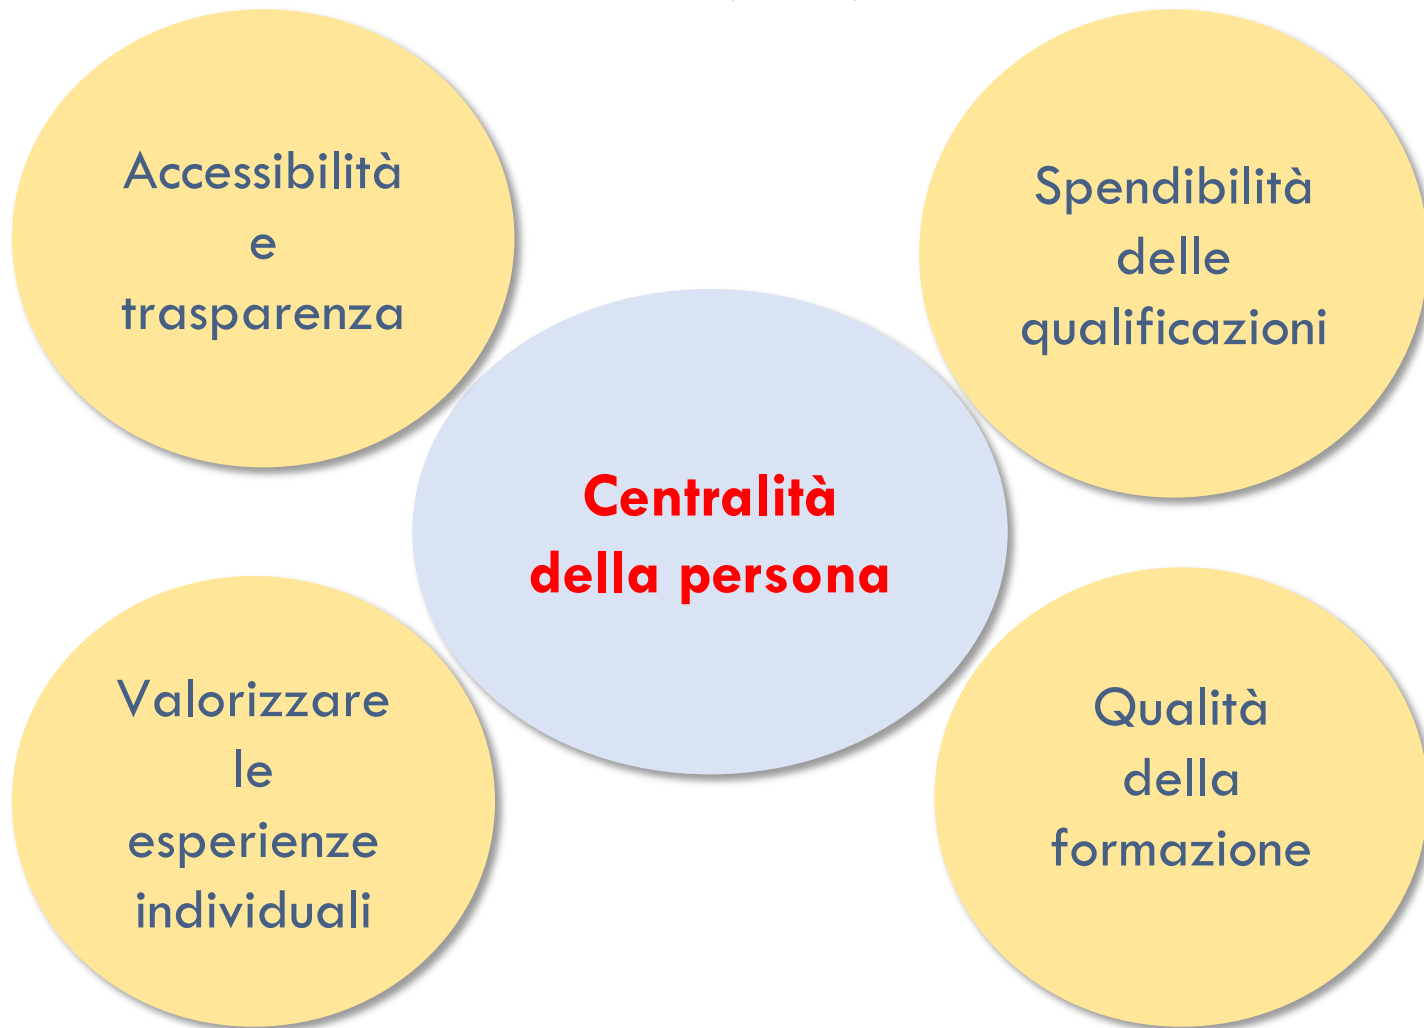 Accessibilità
e
trasparenza
Spendibilità
delle
qualificazioni
Centralità
della persona
Valorizzare
le
esperienze
individuali
Qualità
della
formazione